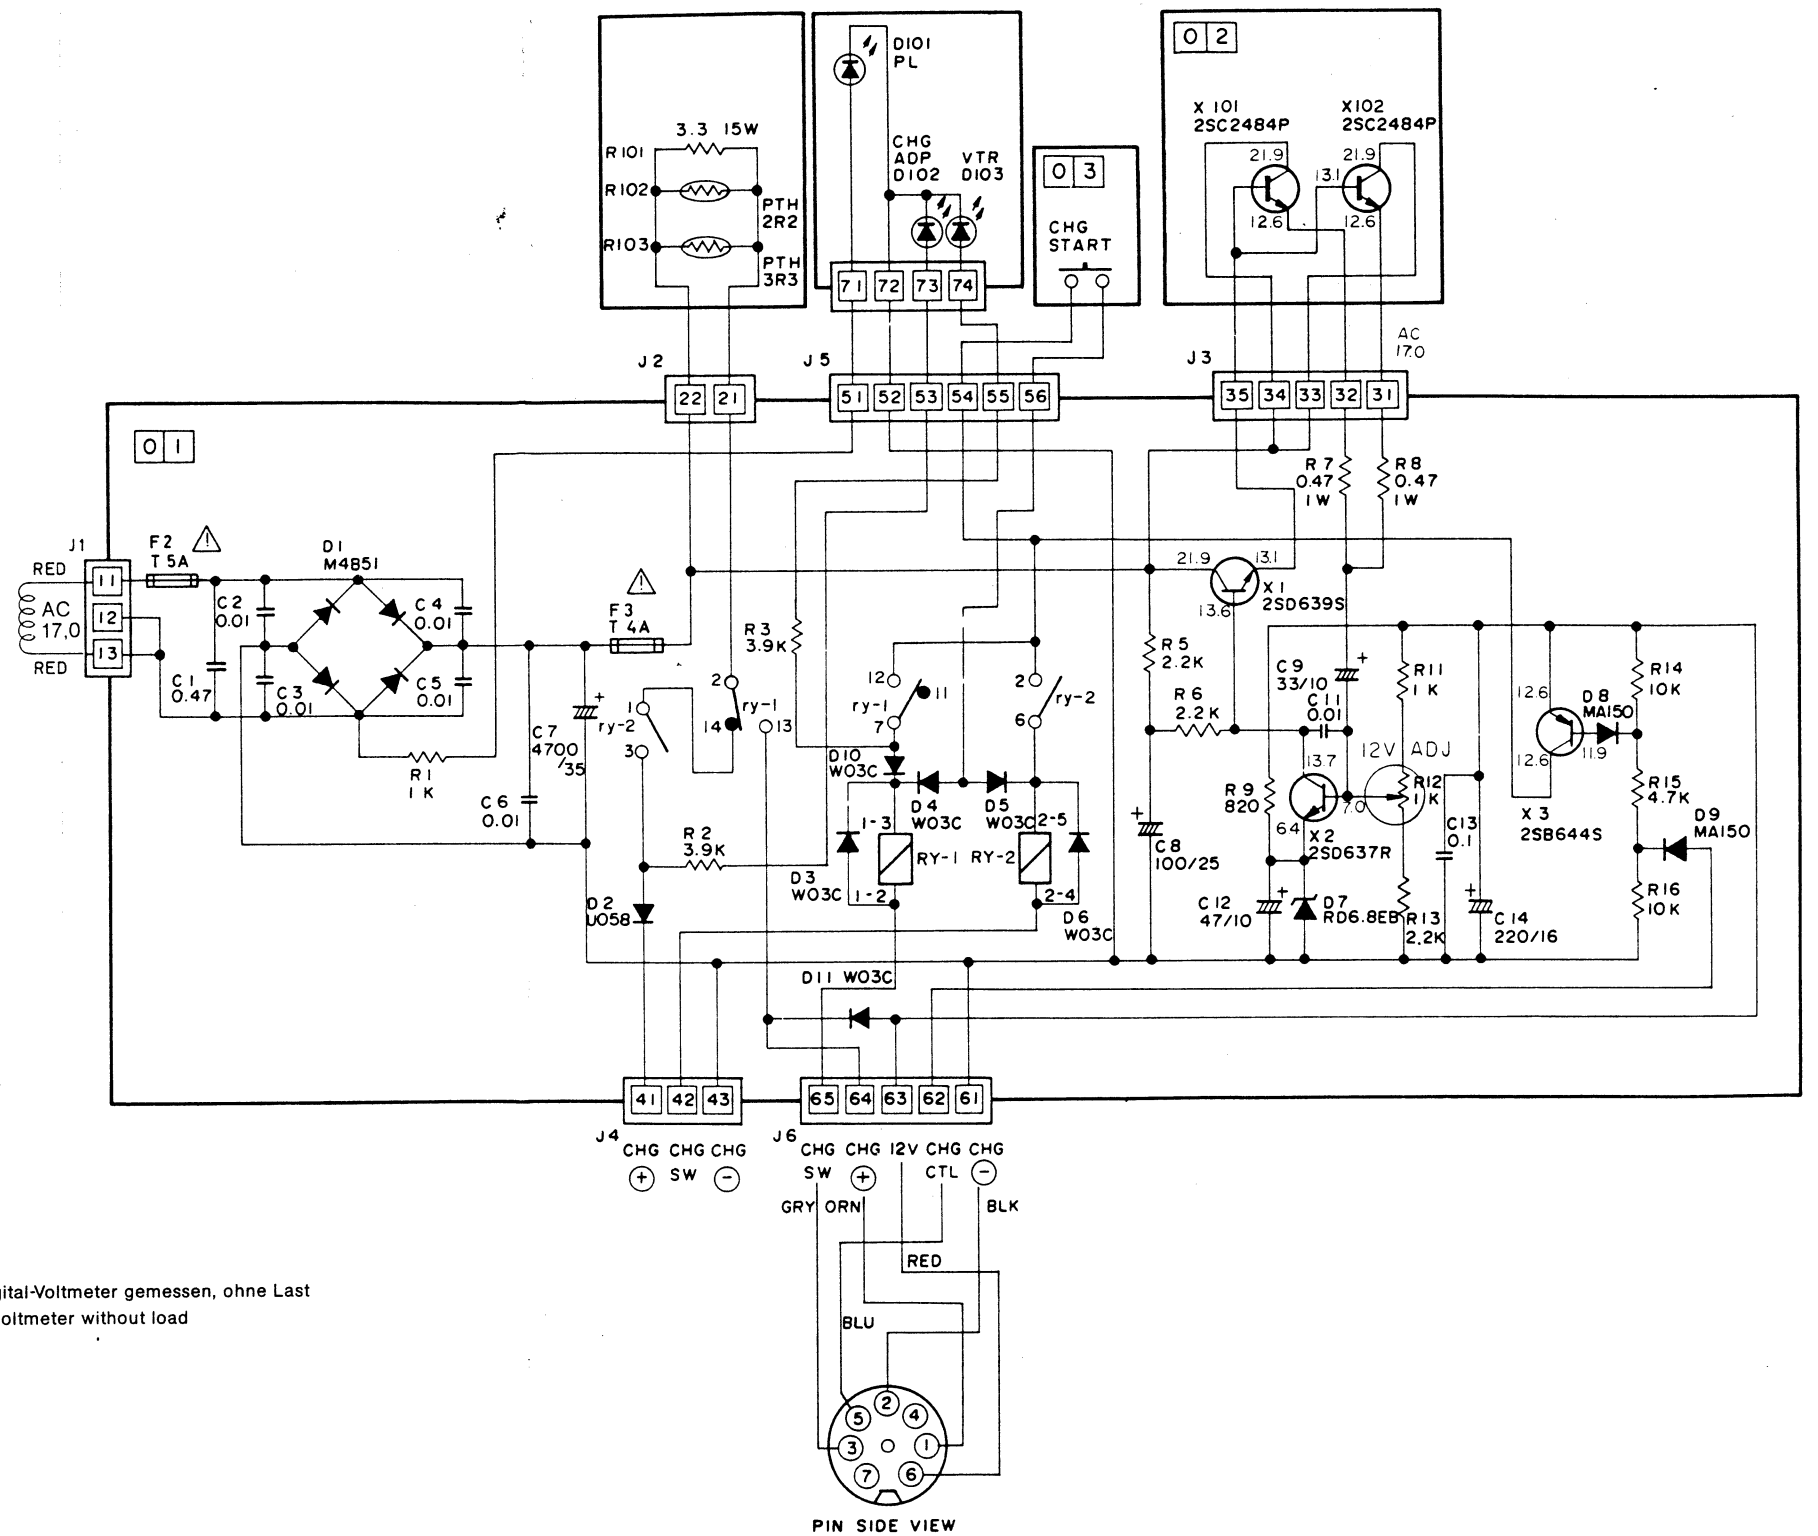 0 2
D101
PL
X 101
2SC2484P
X102
2SC2484P
3.3 15W
R101
R102
R103
PTH
2R2
PTH
3R3
CHG
ADP
D102
VTR
D103
0 3
CHG
START
21.9
12.6
13.1
21.9
12.6
71 72 73 74
AC
17.0
J2
J5
J3
22 21
51 52 53 54 55 56
35 34 33 32 31
0 1
R7
0.47
1W
R8
0.47
1W
J1
RED
AC
17,0
RED
11
12
13
F2
T 5A
D1
M4851
C2
0.01
C4
0.01
C1
0.47
C3
0.01
C5
0.01
F3
T 4A
R1
1K
C7
4700
/35
C6
0.01
R3
3.9K
21.9
13.1
13.6
X1
2SD639S
R5
2.2K
R6
2.2K
C9
33/10
C11
0.01
R11
1K
12V ADJ
R12
1K
R14
10K
12.6
12.6
11.9
D8
MA150
R15
4.7K
D9
MA150
X3
2SB644S
1
ry-2
3
2
14
ry-1
13
12
11
ry-1
7
2
ry-2
6
D10
W03C
D4
W03C
D5
W03C
1-3
RY-1
1-2
2-5
RY-2
2-4
D3
W03C
D6
W03C
R2
3.9K
D2
U058
D11 W03C
C8
100/25
R9
820
13.7
7.0
6.4
X2
2SD637R
C12
47/10
D7
RD6.8EB
R13
2.2K
C13
0.1
C14
220/16
R16
10K
41 42 43
65 64 63 62 61
J4
CHG
+
CHG
SW
CHG
−
J6
CHG
SW
CHG
+
12V
CHG
CTL
CHG
−
GRY
ORN
BLK
RED
BLU
2
5
4
3
1
7
6
gital-Voltmeter gemessen, ohne Last
oltmeter without load
PIN SIDE VIEW